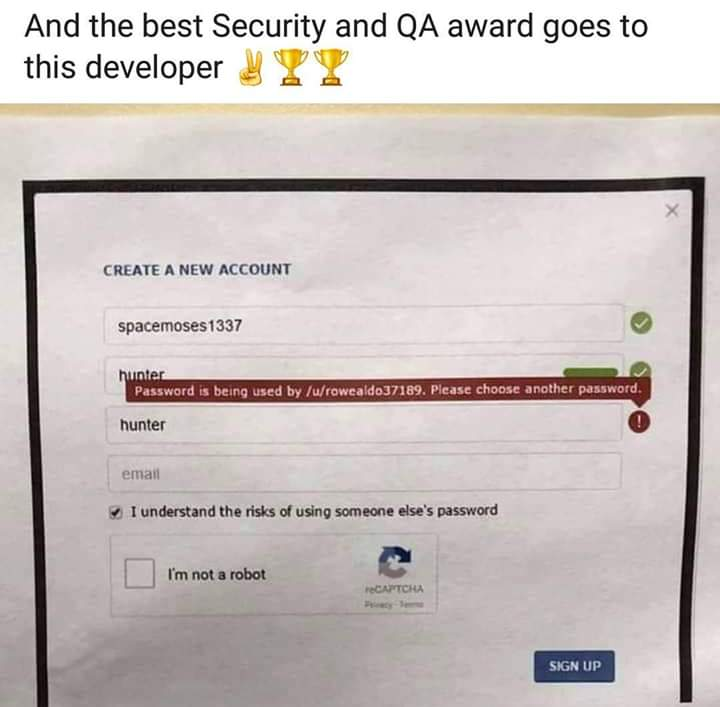 And the best Security and QA award goes to
this developer ✌️🏆🏆
CREATE A NEW ACCOUNT
spacemoses1337
hunter
Password is being used by /u/rowealdo37189. Please choose another password.
hunter
email
I understand the risks of using someone else's password
I'm not a robot
reCAPTCHA
Privacy - Terms
SIGN UP